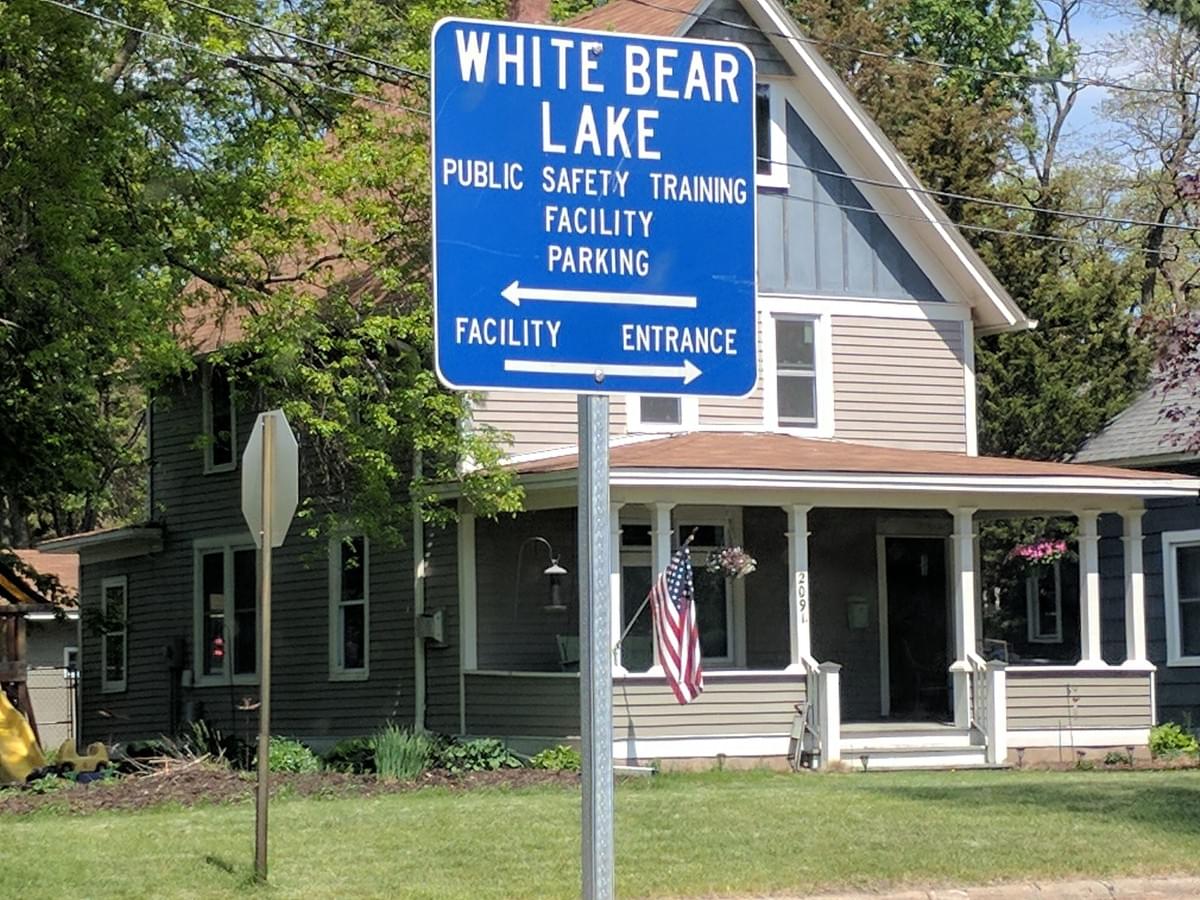 WHITE BEAR
LAKE
PUBLIC SAFETY TRAINING
FACILITY
PARKING
FACILITY ENTRANCE
2091